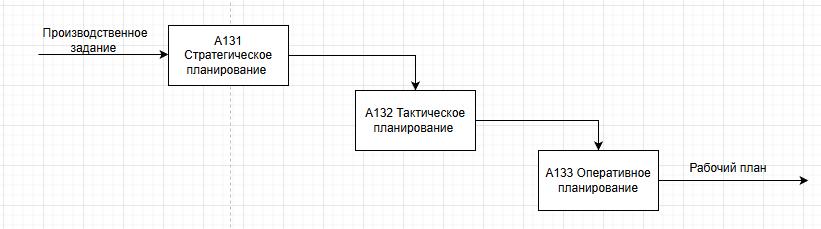 Производственное
задание
А131
Стратегическое
планирование
А132 Тактическое
планирование
А133 Оперативное
планирование
Рабочий план